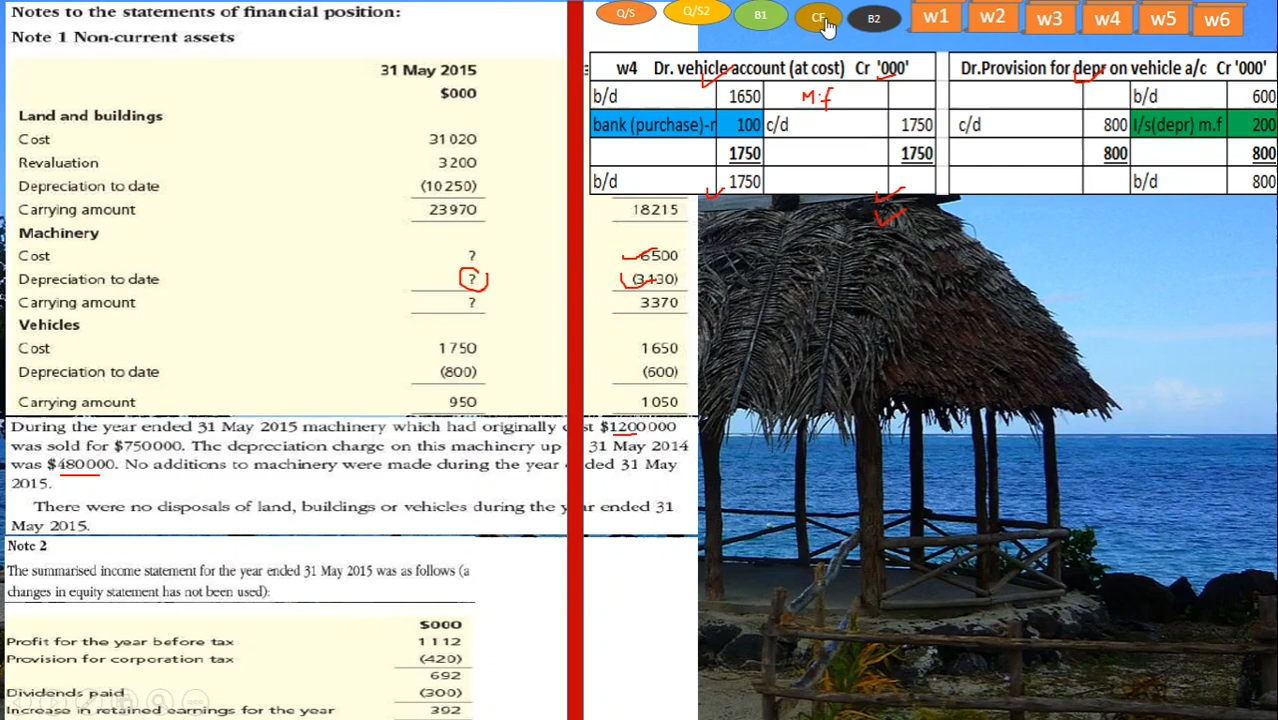 Notes to the statements of financial position:
Note 1 Non-current assets
31 May 2015
$000
Land and buildings
Cost 31 020
Revaluation 3 200
Depreciation to date (10 250)
Carrying amount 23 970 18 215
Machinery
Cost ? 6500
Depreciation to date ? (3130)
Carrying amount ? 3370
Vehicles
Cost 1 750 1 650
Depreciation to date (800) (600)
Carrying amount 950 1 050
During the year ended 31 May 2015 machinery which had originally c st $1200 000
was sold for $750 000. The depreciation charge on this machinery up 31 May 2014
was $480 000. No additions to machinery were made during the year e ded 31 May
2015.
There were no disposals of land, buildings or vehicles during the y ar ended 31
May 2015.
Note 2
The summarised income statement for the year ended 31 May 2015 was as follows (a
changes in equity statement has not been used):
$000
Profit for the year before tax 1 112
Provision for corporation tax (420)
692
Dividends paid (300)
Increase in retained earnings for the year 392
Q/S Q/S2 B1 CF B2 w1 w2 w3 w4 w5 w6
w4 Dr. vehicle account (at cost) Cr '000'
b/d 1650 M.f
bank (purchase)-m 100 c/d 1750
1750 1750
b/d 1750
Dr.Provision for depr on vehicle a/c Cr '000'
b/d 600
c/d 800 I/s(depr) m.f 200
800 800
b/d 800